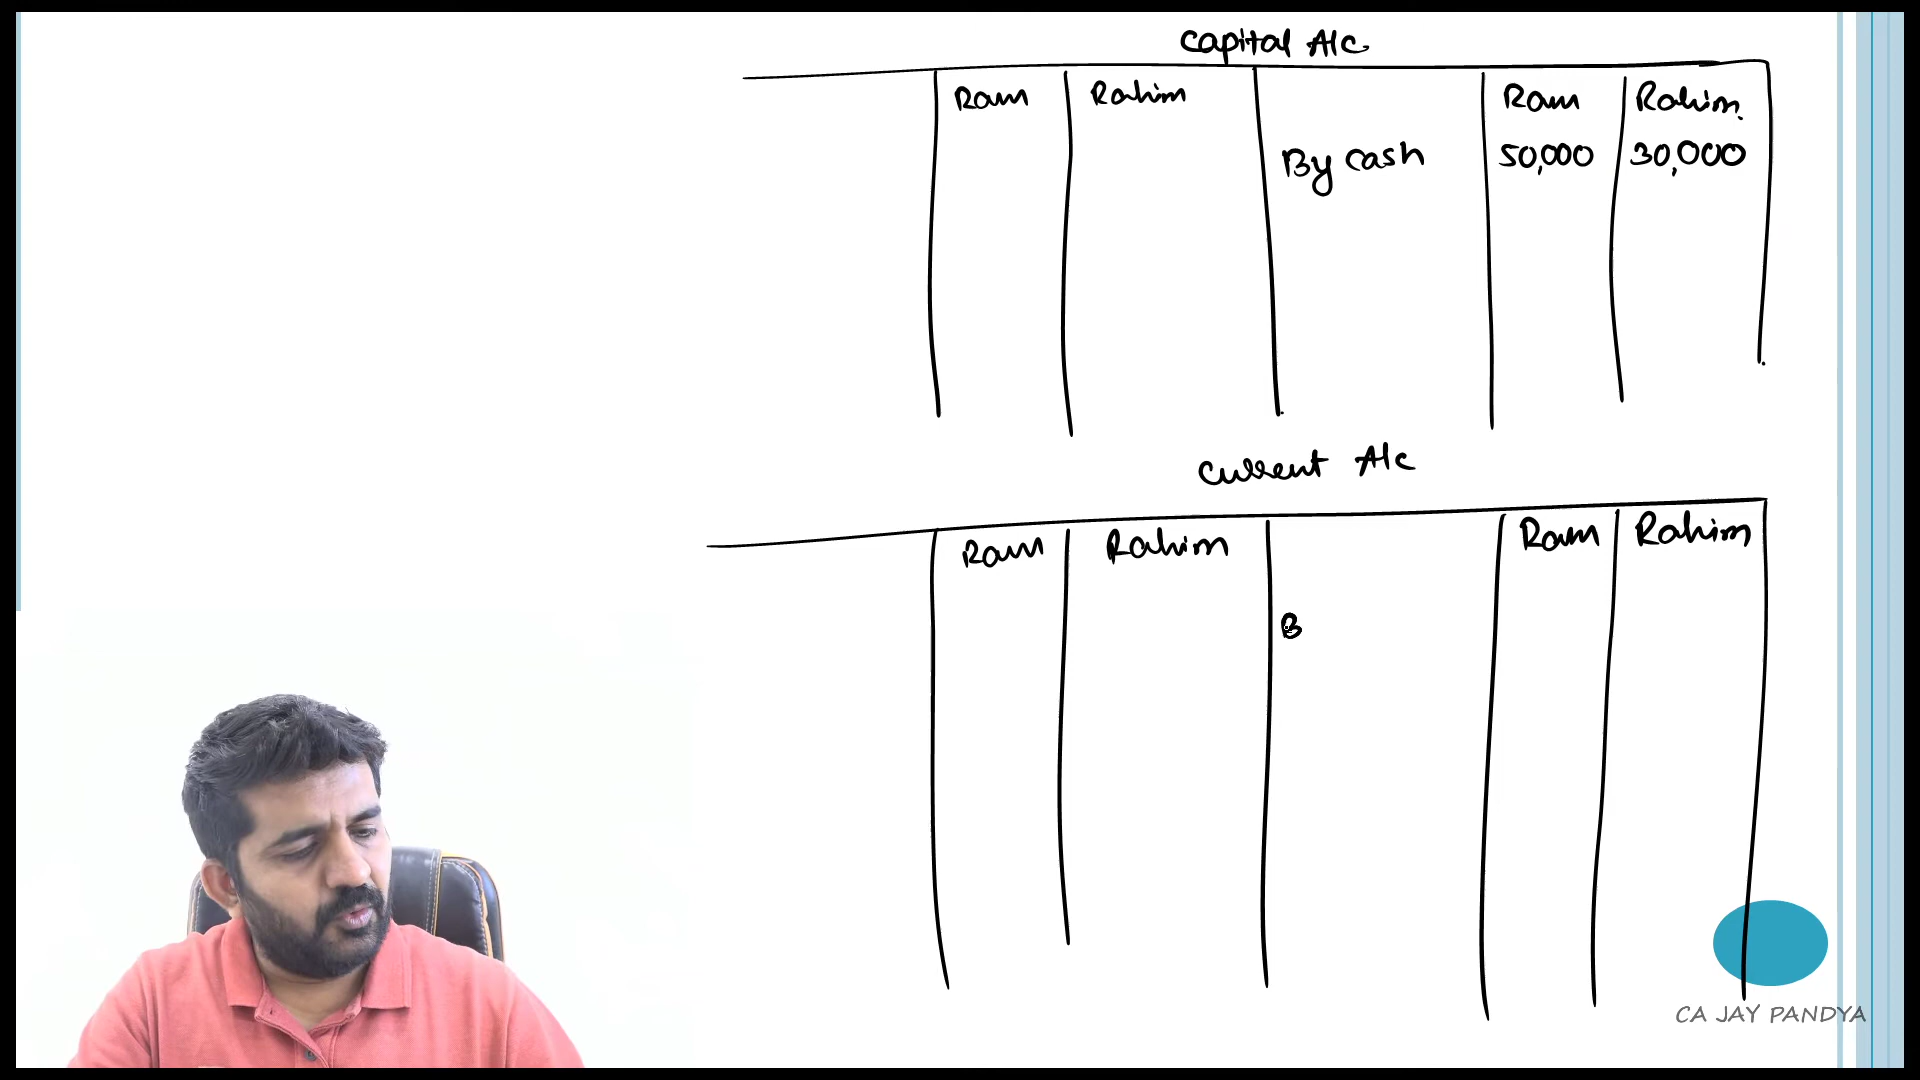 Capital A/c.
Ram Rahim Ram Rahim.
By cash 50,000 30,000
Current A/c
Ram Rahim Ram Rahim
B
CA JAY PANDYA